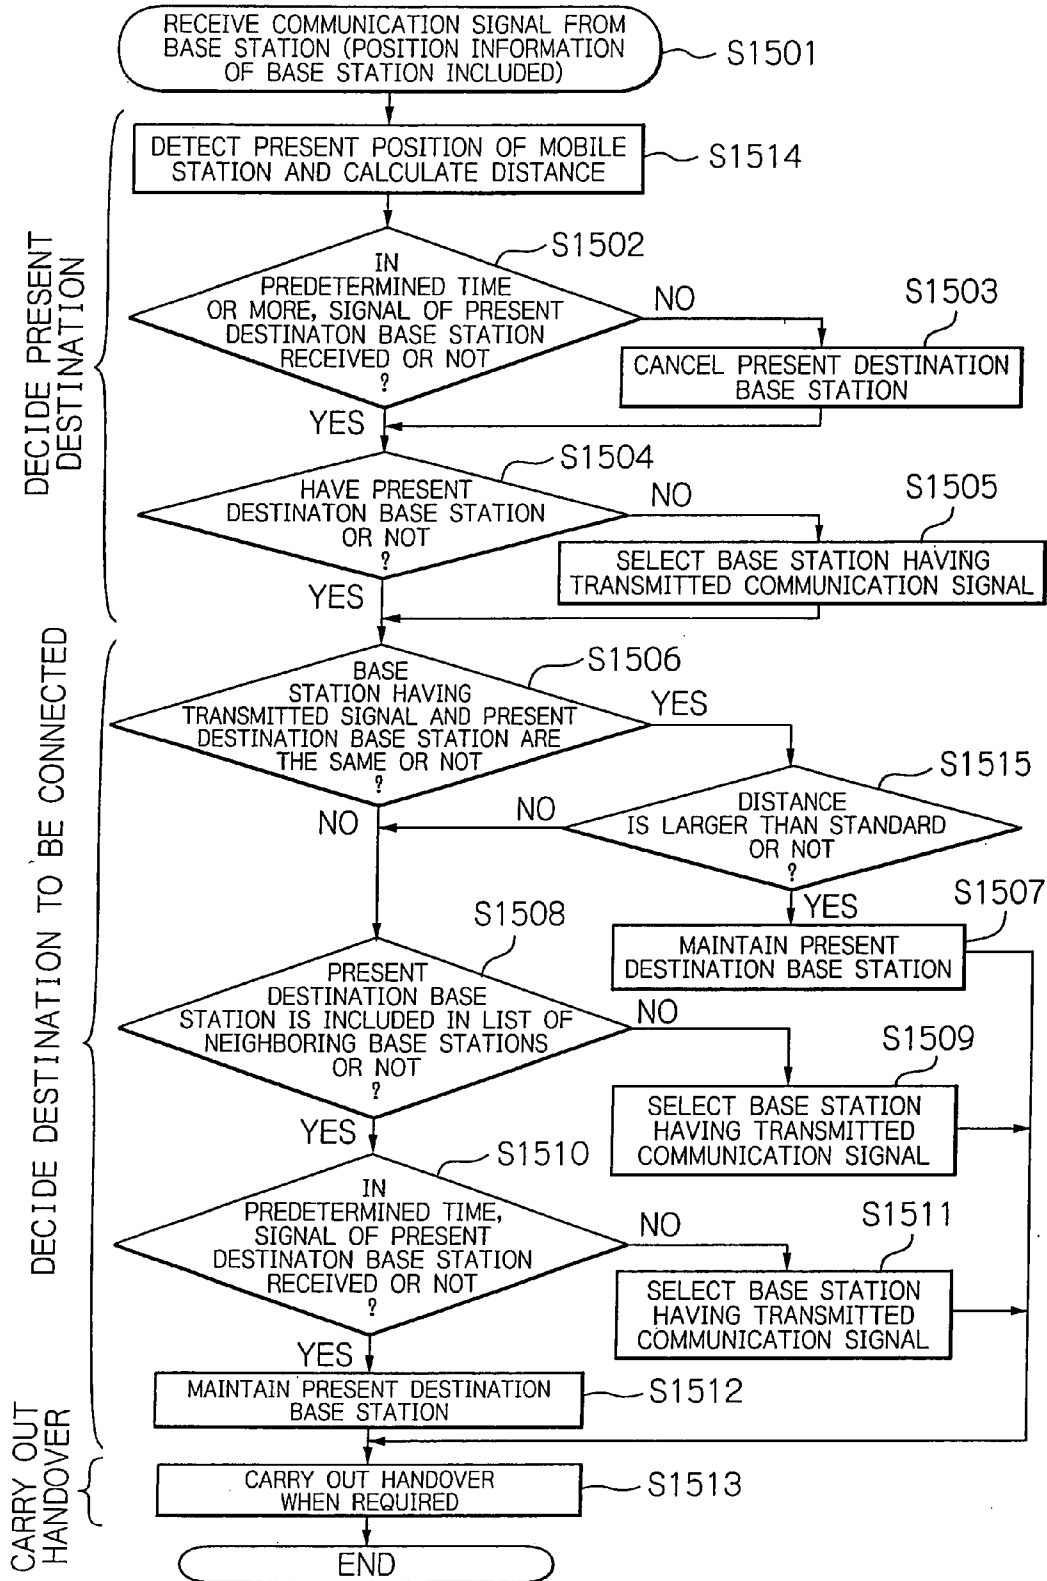 RECEIVE COMMUNICATION SIGNAL FROM
BASE STATION (POSITION INFORMATION
OF BASE STATION INCLUDED)
S1501
DETECT PRESENT POSITION OF MOBILE
STATION AND CALCULATE DISTANCE
S1514
DECIDE PRESENT
DESTINATION
S1502
IN
PREDETERMINED TIME
OR MORE, SIGNAL OF PRESENT
DESTINATON BASE STATION
RECEIVED OR NOT
?
NO
YES
S1503
CANCEL PRESENT DESTINATION
BASE STATION
S1504
HAVE PRESENT
DESTINATON BASE STATION
OR NOT
?
NO
YES
S1505
SELECT BASE STATION HAVING
TRANSMITTED COMMUNICATION SIGNAL
DECIDE DESTINATION TO BE CONNECTED
S1506
BASE
STATION HAVING
TRANSMITTED SIGNAL AND PRESENT
DESTINATION BASE STATION ARE
THE SAME OR NOT
?
YES
NO
S1515
DISTANCE
IS LARGER THAN STANDARD
OR NOT
?
NO
YES
S1507
MAINTAIN PRESENT
DESTINATION BASE STATION
S1508
PRESENT
DESTINATION BASE
STATION IS INCLUDED IN LIST OF
NEIGHBORING BASE STATIONS
OR NOT
?
NO
YES
S1509
SELECT BASE STATION
HAVING TRANSMITTED
COMMUNICATION SIGNAL
S1510
IN
PREDETERMINED TIME,
SIGNAL OF PRESENT
DESTINATON BASE STATION
RECEIVED OR NOT
?
NO
YES
S1511
SELECT BASE STATION
HAVING TRANSMITTED
COMMUNICATION SIGNAL
MAINTAIN PRESENT DESTINATION
BASE STATION
S1512
CARRY OUT
HANDOVER
CARRY OUT HANDOVER
WHEN REQUIRED
S1513
END